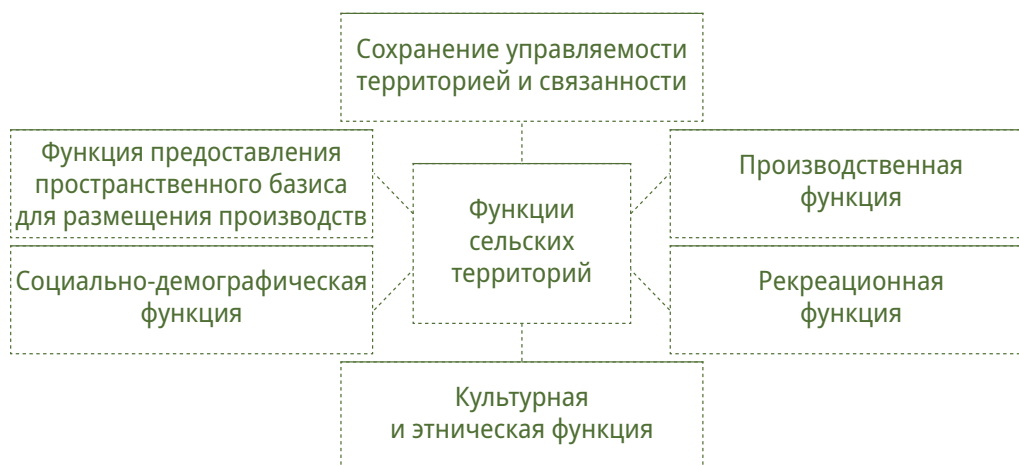 Сохранение управляемости
территорией и связанности
Функция предоставления
пространственного базиса
для размещения производств
Производственная
функция
Функции
сельских
территорий
Социально-демографическая
функция
Рекреационная
функция
Культурная
и этническая функция